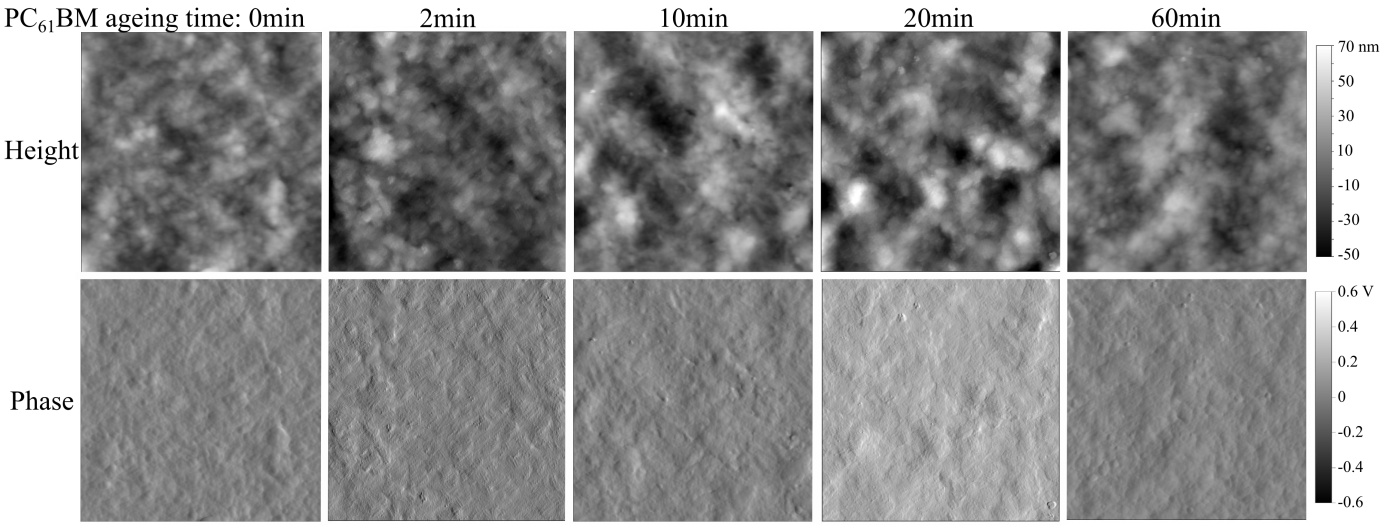 PC₆₁BM ageing time: 0min 2min 10min 20min 60min
Height
70 nm
50
30
10
-10
-30
-50
Phase
0.6 V
0.4
0.2
0
-0.2
-0.4
-0.6